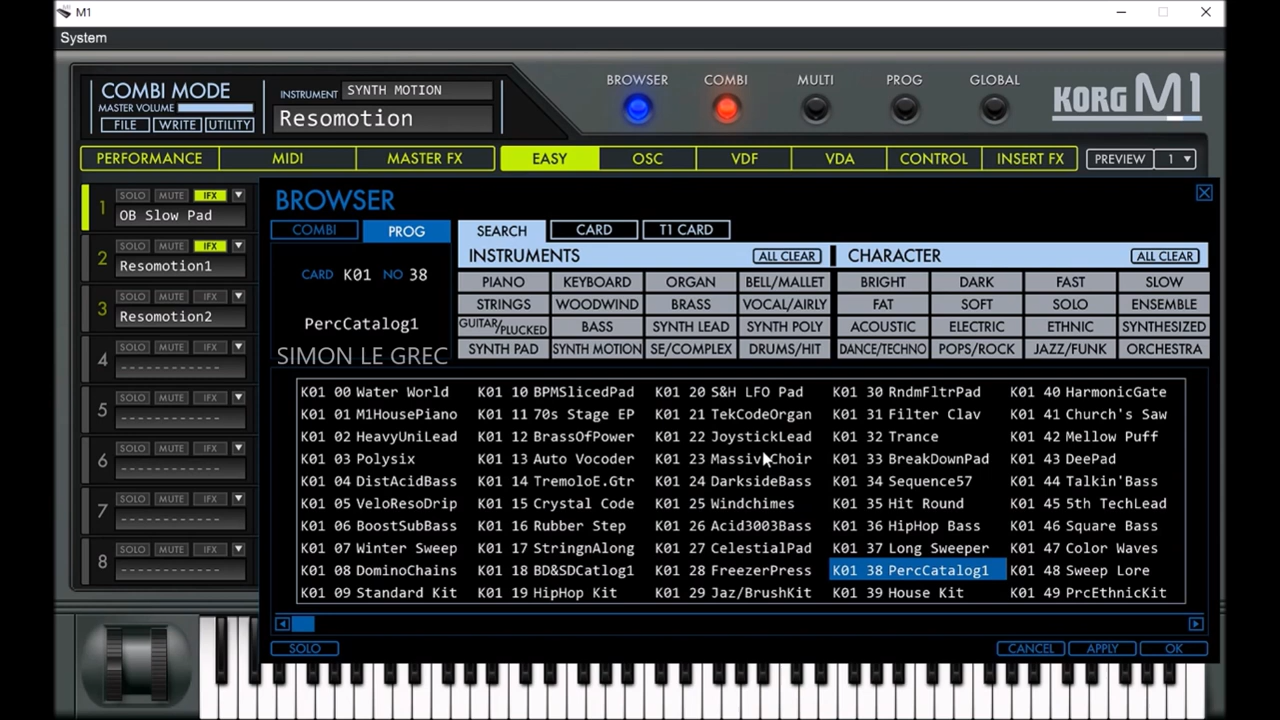 M1
System
COMBI MODE
MASTER VOLUME
FILE WRITE UTILITY
INSTRUMENT SYNTH MOTION
Resomotion
BROWSER COMBI MULTI PROG GLOBAL
KORG M1
PERFORMANCE MIDI MASTER FX EASY OSC VDF VDA CONTROL INSERT FX PREVIEW 1
1 SOLO MUTE IFX
OB Slow Pad
2 SOLO MUTE IFX
Resomotion1
3 SOLO MUTE IFX
Resomotion2
4 SOLO MUTE IFX
--------------
5 SOLO MUTE IFX
--------------
6 SOLO MUTE IFX
--------------
7 SOLO MUTE IFX
--------------
8 SOLO MUTE IFX
--------------
BROWSER
COMBI PROG SEARCH CARD T1 CARD
CARD K01 NO 38
PercCatalog1
SIMON LE GREC
INSTRUMENTS ALL CLEAR CHARACTER ALL CLEAR
PIANO KEYBOARD ORGAN BELL/MALLET BRIGHT DARK FAST SLOW
STRINGS WOODWIND BRASS VOCAL/AIRLY FAT SOFT SOLO ENSEMBLE
GUITAR/PLUCKED BASS SYNTH LEAD SYNTH POLY ACOUSTIC ELECTRIC ETHNIC SYNTHESIZED
SYNTH PAD SYNTH MOTION SE/COMPLEX DRUMS/HIT DANCE/TECHNO POPS/ROCK JAZZ/FUNK ORCHESTRA
K01 00 Water World K01 10 BPMSlicedPad K01 20 S&H LFO Pad K01 30 RndmFltrPad K01 40 HarmonicGate
K01 01 M1HousePiano K01 11 70s Stage EP K01 21 TekCodeOrgan K01 31 Filter Clav K01 41 Church's Saw
K01 02 HeavyUniLead K01 12 BrassOfPower K01 22 JoystickLead K01 32 Trance K01 42 Mellow Puff
K01 03 Polysix K01 13 Auto Vocoder K01 23 MassiveChoir K01 33 BreakDownPad K01 43 DeePad
K01 04 DistAcidBass K01 14 TremoloE.Gtr K01 24 DarksideBass K01 34 Sequence57 K01 44 Talkin'Bass
K01 05 VeloResoDrip K01 15 Crystal Code K01 25 Windchimes K01 35 Hit Round K01 45 5th TechLead
K01 06 BoostSubBass K01 16 Rubber Step K01 26 Acid3003Bass K01 36 HipHop Bass K01 46 Square Bass
K01 07 Winter Sweep K01 17 StringnAlong K01 27 CelestialPad K01 37 Long Sweeper K01 47 Color Waves
K01 08 DominoChains K01 18 BD&SDCatlog1 K01 28 FreezerPress K01 38 PercCatalog1 K01 48 Sweep Lore
K01 09 Standard Kit K01 19 HipHop Kit K01 29 Jaz/BrushKit K01 39 House Kit K01 49 PrcEthnicKit
SOLO CANCEL APPLY OK